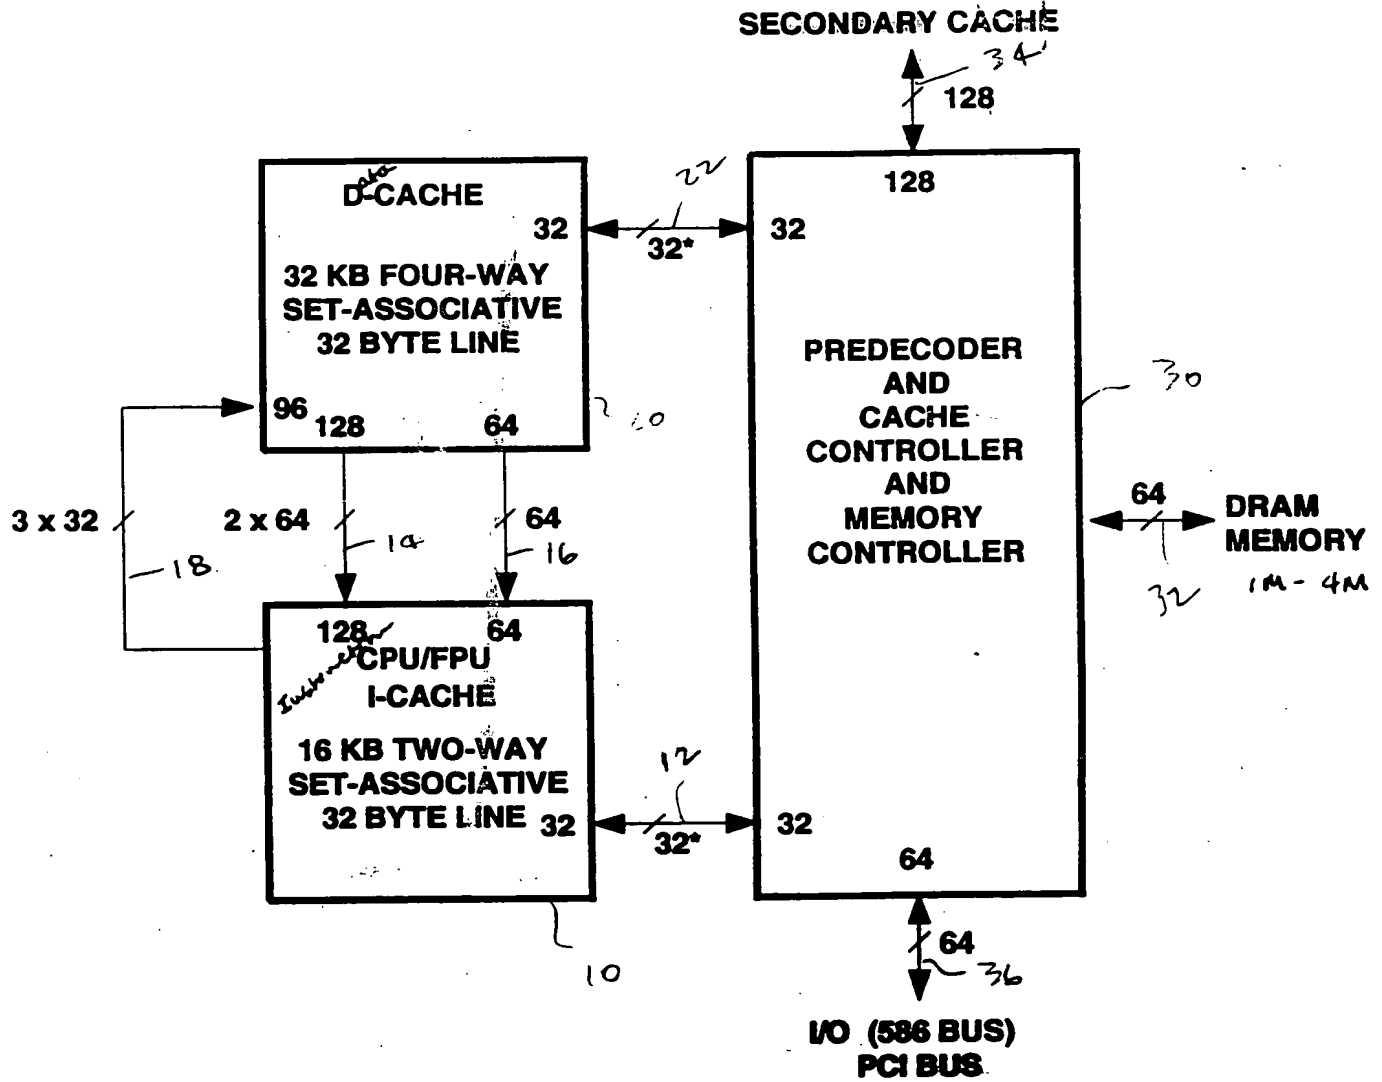 SECONDARY CACHE
34
128
D-CACHE
ata
32
22
32*
32
128
32 KB FOUR-WAY
SET-ASSOCIATIVE
32 BYTE LINE
PREDECODER
AND
CACHE
CONTROLLER
AND
MEMORY
CONTROLLER
30
96
128
64
3 x 32
2 x 64
64
64
DRAM
MEMORY
1M - 4M
32
18
14
16
128
64
Instruction
CPU/FPU
I-CACHE
16 KB TWO-WAY
SET-ASSOCIATIVE
32 BYTE LINE
32
12
32*
32
64
10
64
36
I/O (586 BUS)
PCI BUS